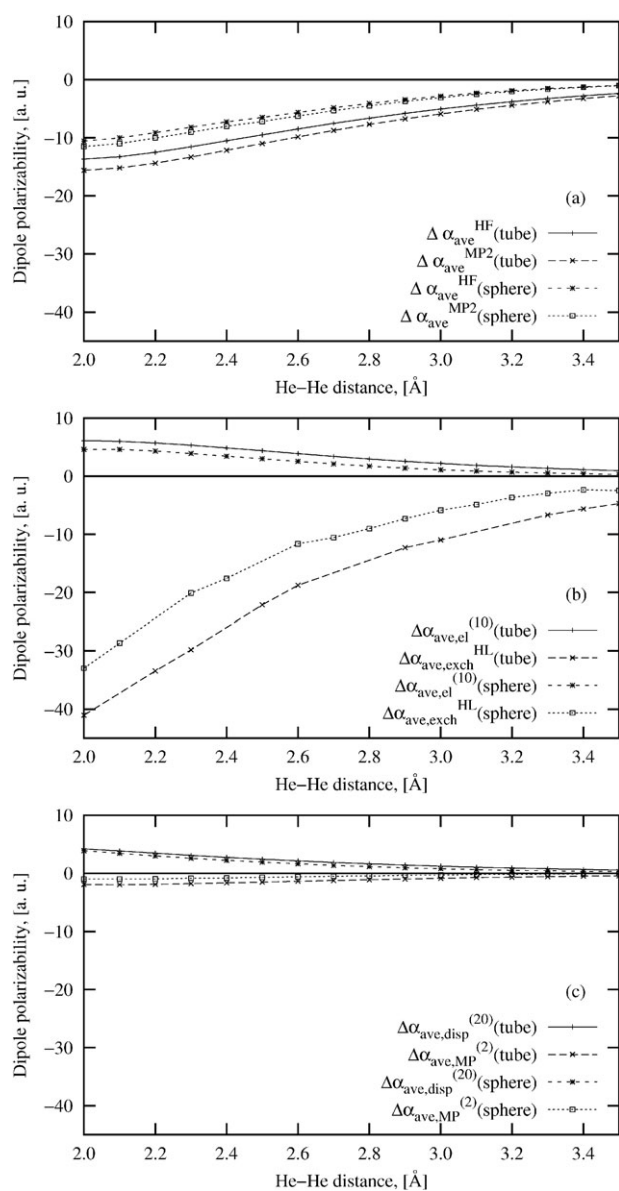 10
0
−10
−20
−30
−40
Dipole polarizability, [a. u.]
(a)
Δ α_ave^HF(tube)
Δ α_ave^MP2(tube)
Δ α_ave^HF(sphere)
Δ α_ave^MP2(sphere)
2.0 2.2 2.4 2.6 2.8 3.0 3.2 3.4
He−He distance, [Å]
10
0
−10
−20
−30
−40
Dipole polarizability, [a. u.]
(b)
Δα_ave,el^(10)(tube)
Δα_ave,exch^HL(tube)
Δα_ave,el^(10)(sphere)
Δα_ave,exch^HL(sphere)
2.0 2.2 2.4 2.6 2.8 3.0 3.2 3.4
He−He distance, [Å]
10
0
−10
−20
−30
−40
Dipole polarizability, [a. u.]
(c)
Δα_ave,disp^(20)(tube)
Δα_ave,MP^(2)(tube)
Δα_ave,disp^(20)(sphere)
Δα_ave,MP^(2)(sphere)
2.0 2.2 2.4 2.6 2.8 3.0 3.2 3.4
He−He distance, [Å]